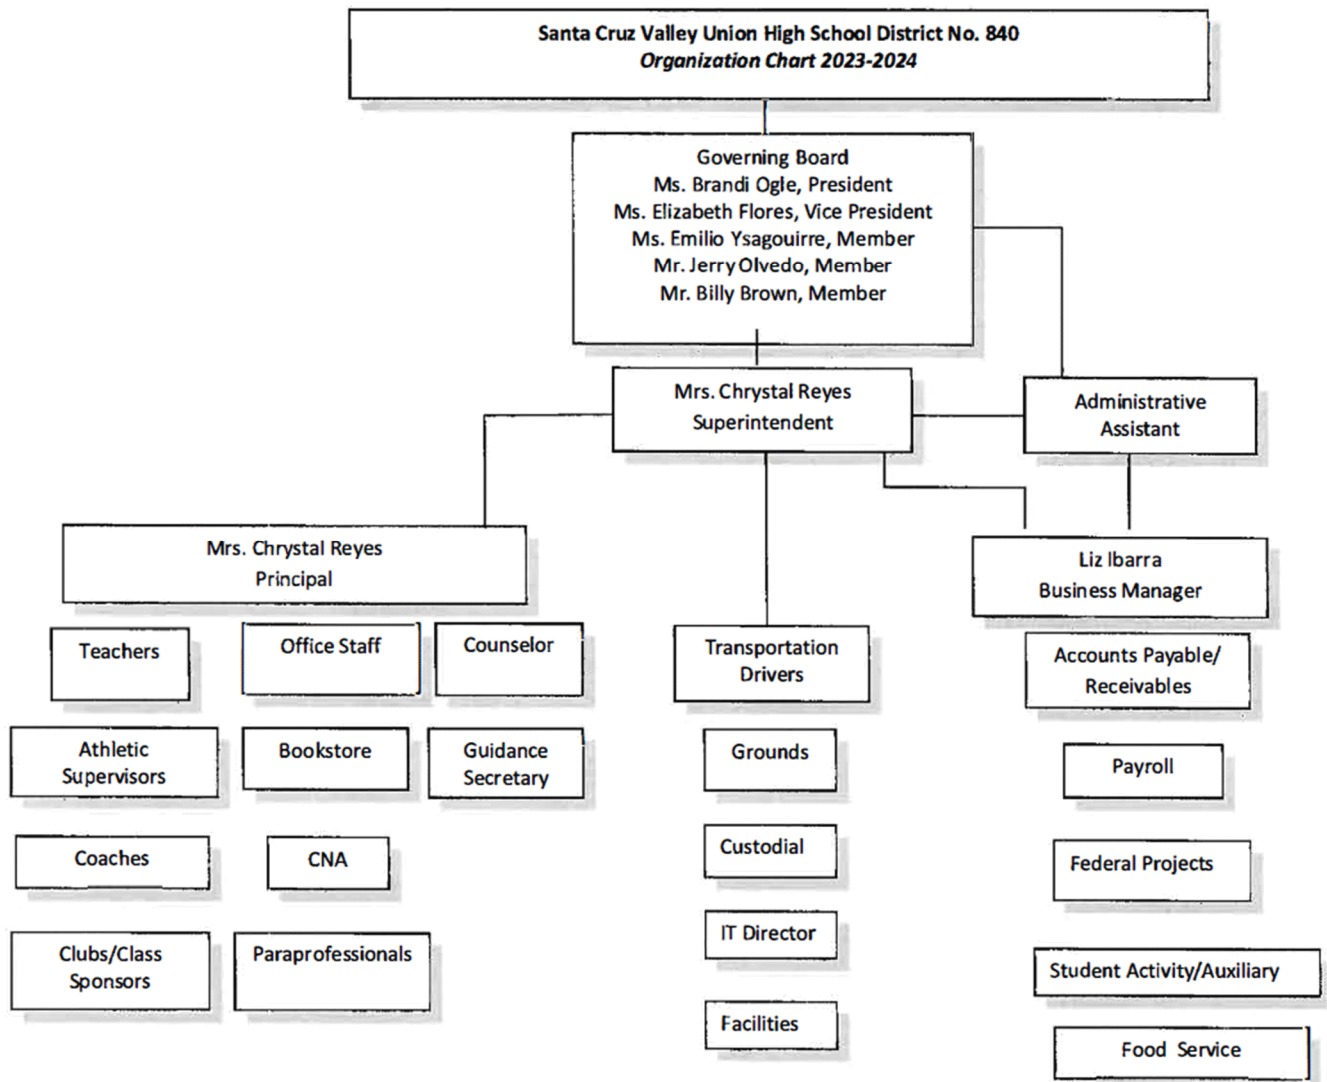 Santa Cruz Valley Union High School District No. 840
Organization Chart 2023-2024
Governing Board
Ms. Brandi Ogle, President
Ms. Elizabeth Flores, Vice President
Ms. Emilio Ysagouirre, Member
Mr. Jerry Olvedo, Member
Mr. Billy Brown, Member
Mrs. Chrystal Reyes
Superintendent
Administrative
Assistant
Mrs. Chrystal Reyes
Principal
Liz Ibarra
Business Manager
Teachers
Office Staff
Counselor
Transportation
Drivers
Accounts Payable/
Receivables
Athletic
Supervisors
Bookstore
Guidance
Secretary
Grounds
Payroll
Coaches
CNA
Custodial
Federal Projects
Clubs/Class
Sponsors
Paraprofessionals
IT Director
Student Activity/Auxiliary
Facilities
Food Service